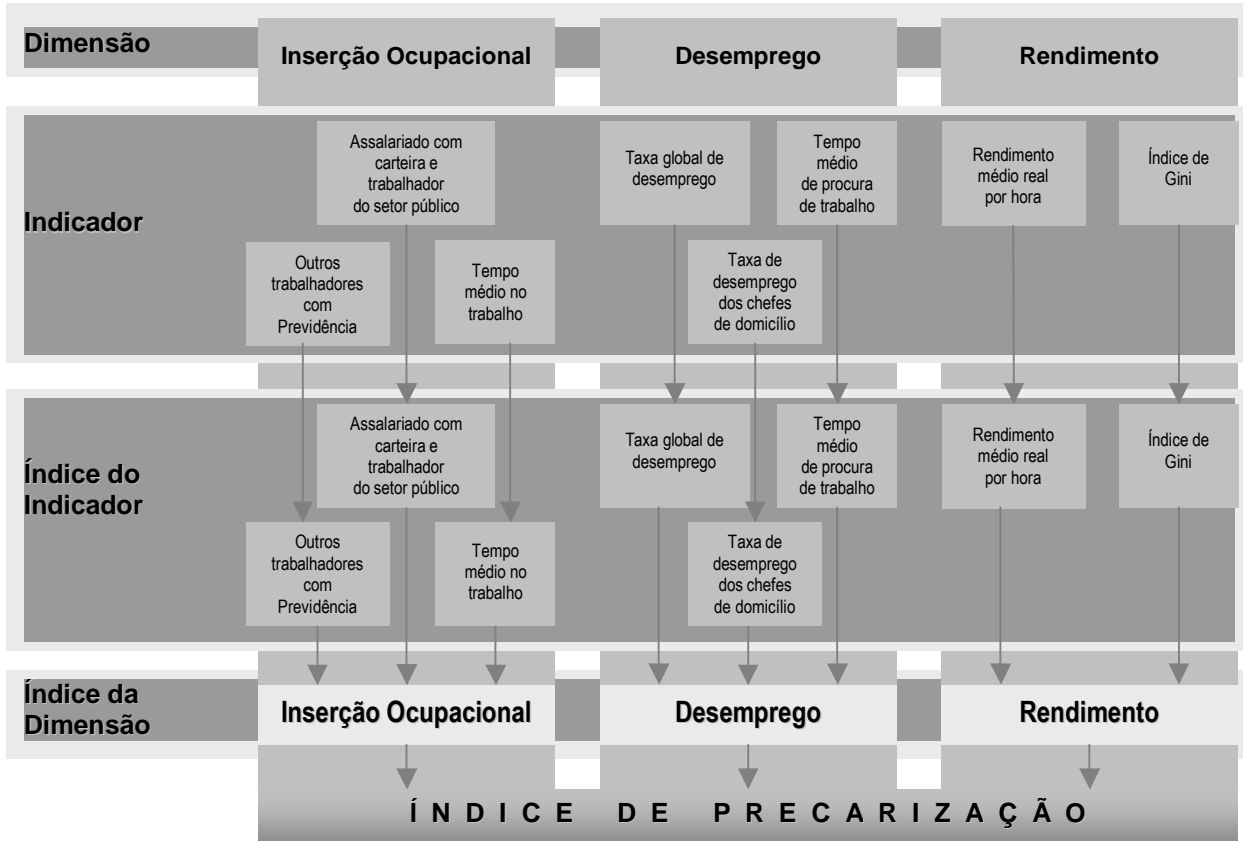 Dimensão
Inserção Ocupacional
Desemprego
Rendimento
Indicador
Assalariado com
carteira e
trabalhador
do setor público
Taxa global de
desemprego
Tempo
médio
de procura
de trabalho
Rendimento
médio real
por hora
Índice de
Gini
Outros
trabalhadores
com
Previdência
Tempo
médio no
trabalho
Taxa de
desemprego
dos chefes
de domicílio
Índice do
Indicador
Assalariado com
carteira e
trabalhador
do setor público
Taxa global de
desemprego
Tempo
médio
de procura
de trabalho
Rendimento
médio real
por hora
Índice de
Gini
Outros
trabalhadores
com
Previdência
Tempo
médio no
trabalho
Taxa de
desemprego
dos chefes
de domicílio
Índice da
Dimensão
Inserção Ocupacional
Desemprego
Rendimento
ÍNDICE DE PRECARIZAÇÃO